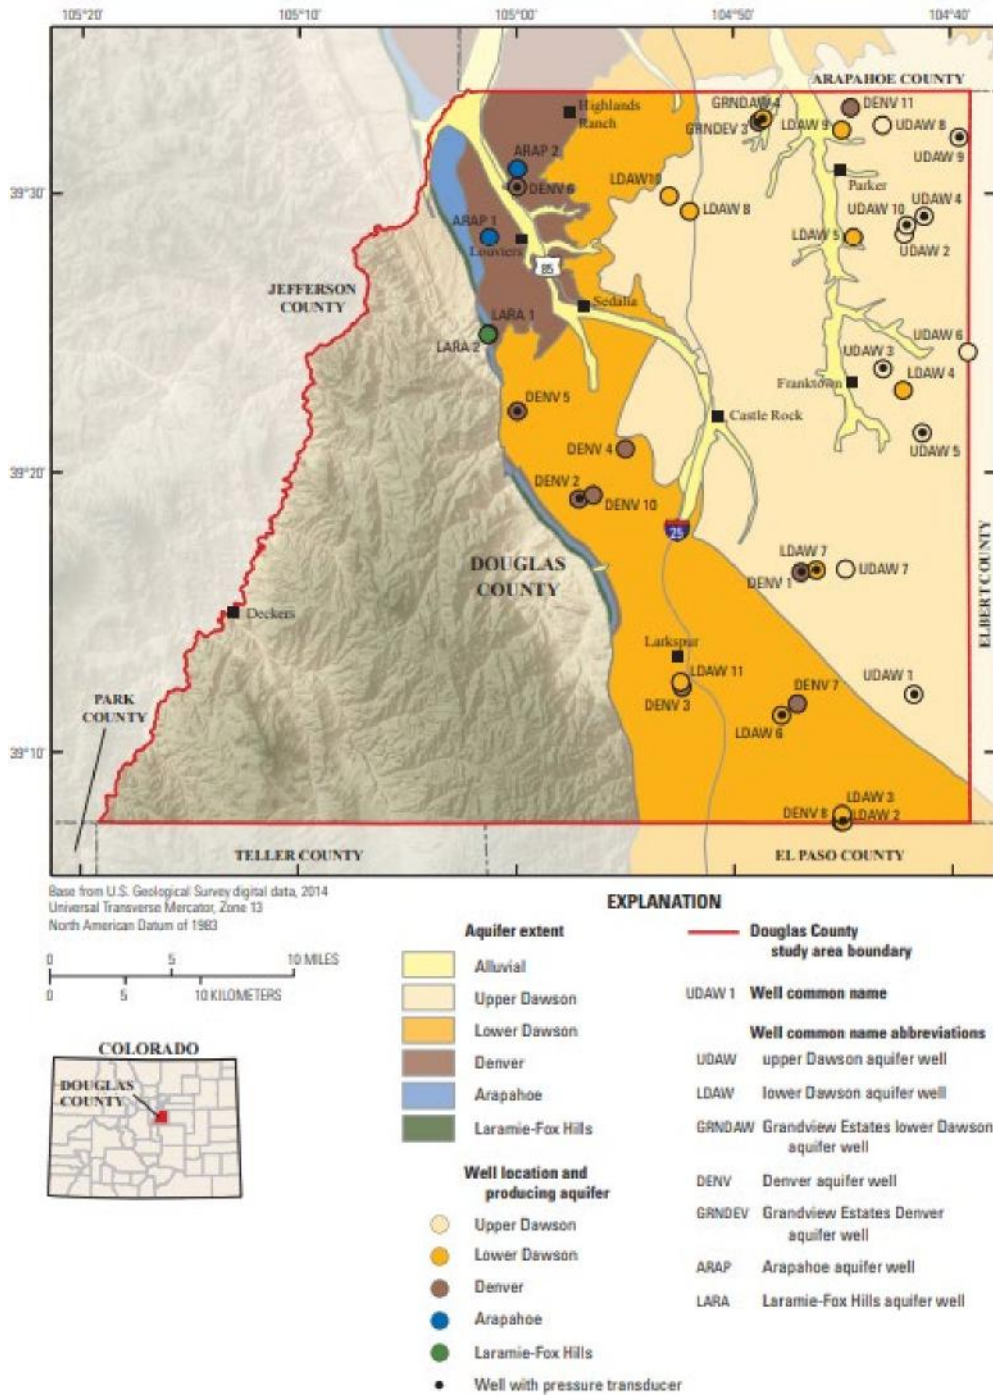 105°20' 105°10' 105°00' 104°50' 104°40'
ARAPAHOE COUNTY
Highlands
Ranch
GRNDAW 4
DENV 11
GRNDEV 3
LDAW 9
UDAW 8
UDAW 9
ARAP 2
Parker
39°30'
DENV 6
LDAW10
LDAW 8
UDAW 10
UDAW 4
ARAP 1
Louviers
LDAW 5
UDAW 2
85
JEFFERSON
COUNTY
Sedalia
LARA 1
LARA 2
UDAW 6
UDAW 3
LDAW 4
Franktown
DENV 5
Castle Rock
UDAW 5
DENV 4
39°20'
DENV 2
DENV 10
25
DOUGLAS
COUNTY
LDAW 7
DENV 1
UDAW 7
ELBERT COUNTY
Deckers
Larkspur
LDAW 11
UDAW 1
PARK
COUNTY
DENV 3
DENV 7
LDAW 6
39°10'
LDAW 3
DENV 8
LDAW 2
TELLER COUNTY
EL PASO COUNTY
Base from U.S. Geological Survey digital data, 2014
Universal Transverse Mercator, Zone 13
North American Datum of 1983
0 5 10 MILES
0 5 10 KILOMETERS
COLORADO
DOUGLAS
COUNTY
EXPLANATION
Aquifer extent
Alluvial
Upper Dawson
Lower Dawson
Denver
Arapahoe
Laramie-Fox Hills
Well location and
producing aquifer
Upper Dawson
Lower Dawson
Denver
Arapahoe
Laramie-Fox Hills
Well with pressure transducer
Douglas County
study area boundary
UDAW 1 Well common name
Well common name abbreviations
UDAW upper Dawson aquifer well
LDAW lower Dawson aquifer well
GRNDAW Grandview Estates lower Dawson
aquifer well
DENV Denver aquifer well
GRNDEV Grandview Estates Denver
aquifer well
ARAP Arapahoe aquifer well
LARA Laramie-Fox Hills aquifer well